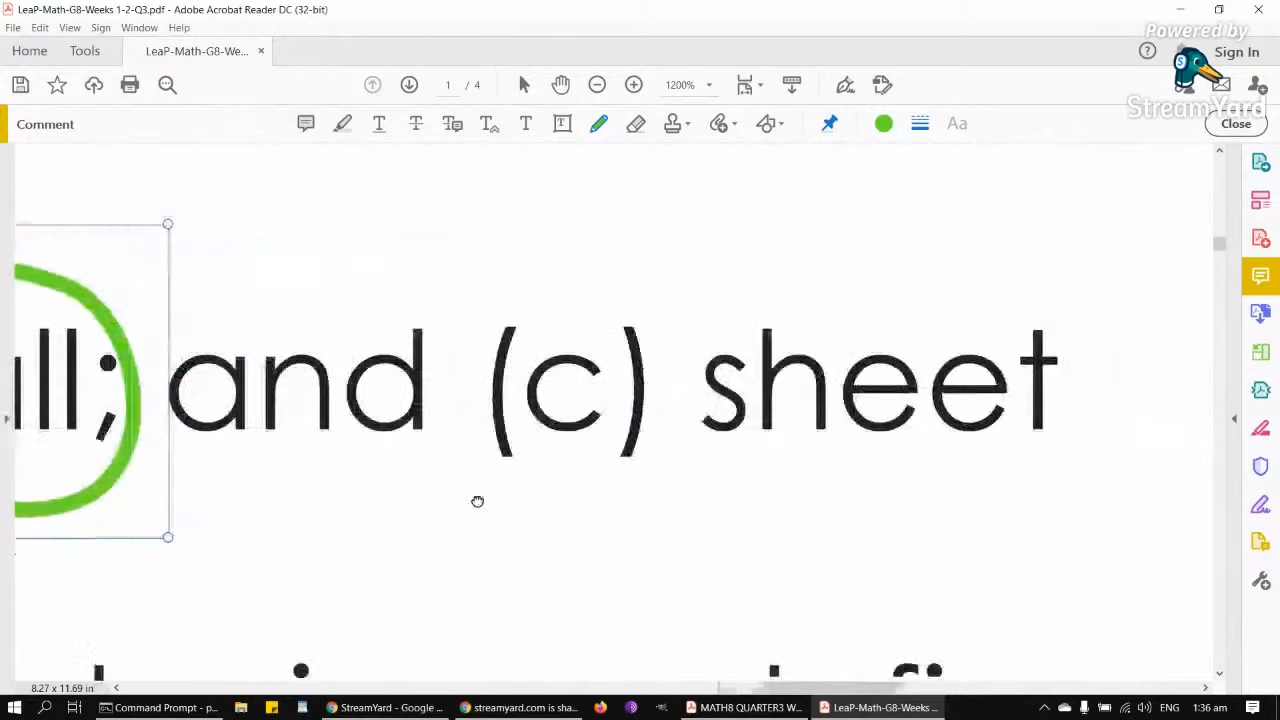 LeaP-Math-G8-Weeks 1-2-Q3.pdf - Adobe Acrobat Reader DC (32-bit)
File Edit View Sign Window Help
Powered by
StreamYard
Home Tools LeaP-Math-G8-We... × Sign In
1 / 4 1200%
Comment Aa Close
ll; and (c) sheet
8.27 x 11.69 in
Command Prompt - p... StreamYard - Google ... streamyard.com is sha... MATH8 QUARTER3 W... LeaP-Math-G8-Weeks ... ENG 1:36 am